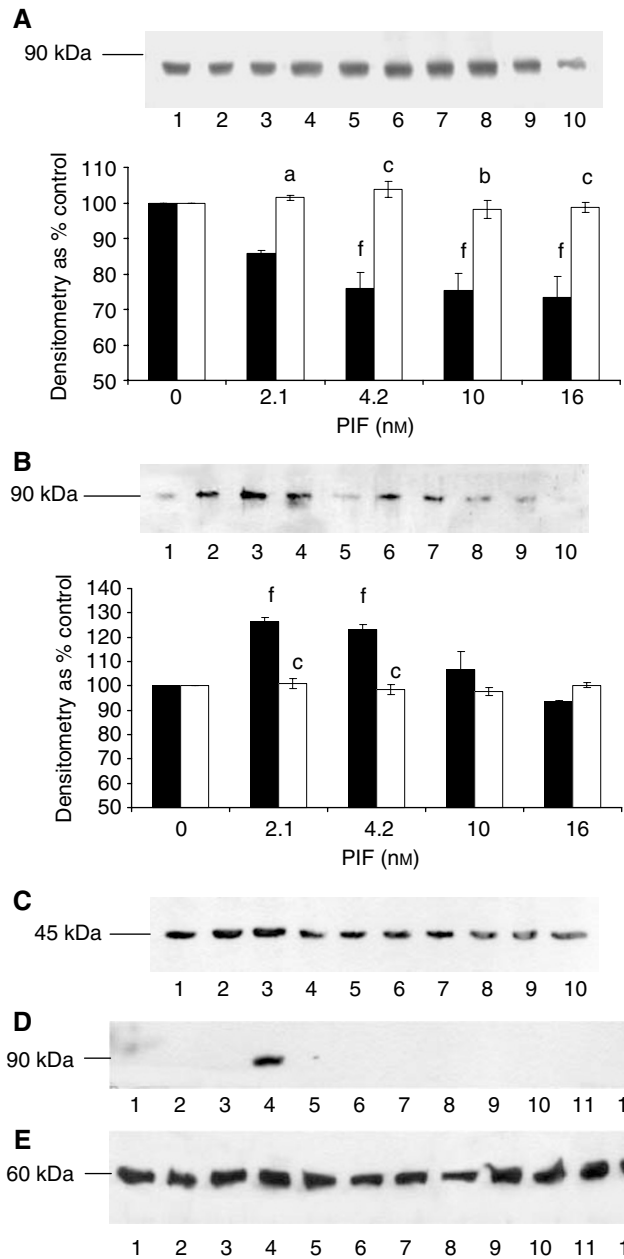 A
90 kDa
1 2 3 4 5 6 7 8 9 10
110
100
90
80
70
60
50
Densitometry as % control
a
c
b
c
f
f
f
0 2.1 4.2 10 16
PIF (nM)
B
90 kDa
1 2 3 4 5 6 7 8 9 10
140
130
120
110
100
90
80
70
60
50
Densitometry as % control
f
f
c
c
0 2.1 4.2 10 16
PIF (nM)
C
45 kDa
1 2 3 4 5 6 7 8 9 10
D
90 kDa
1 2 3 4 5 6 7 8 9 10 11
E
60 kDa
1 2 3 4 5 6 7 8 9 10 11